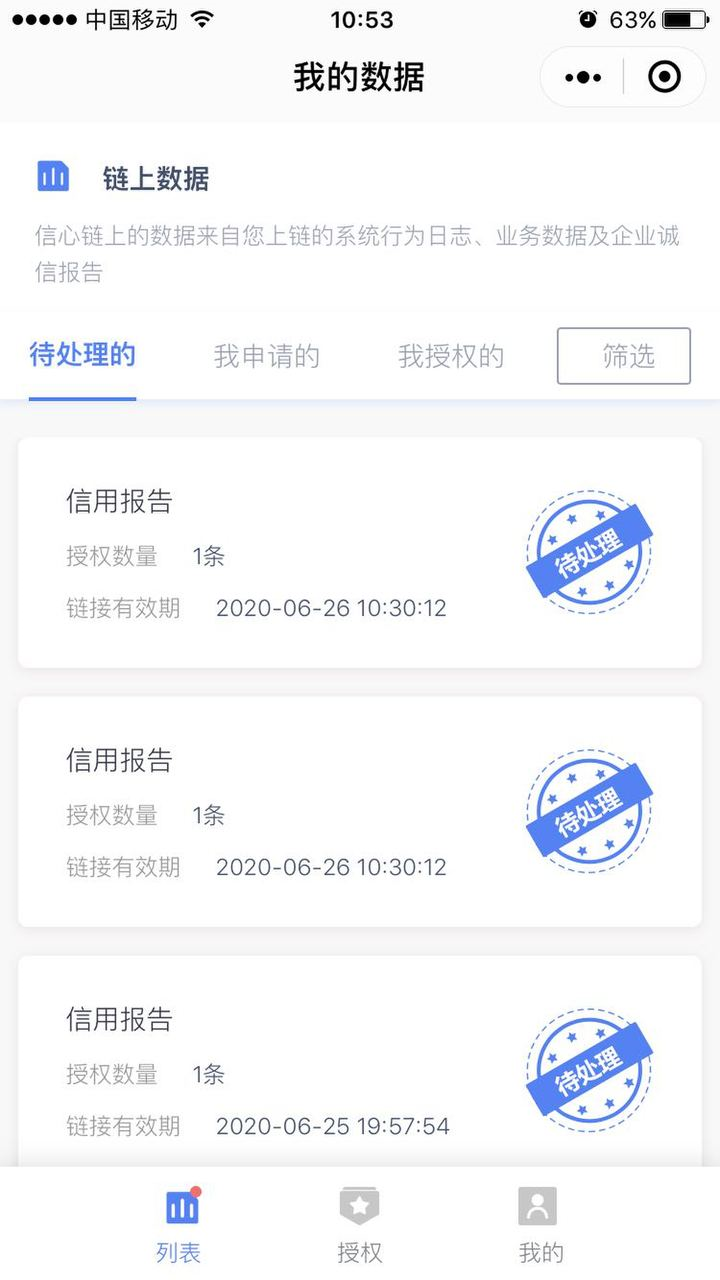 中国移动
10:53
63%
我的数据
链上数据
信心链上的数据来自您上链的系统行为日志、业务数据及企业诚
信报告
待处理的 我申请的 我授权的 筛选
信用报告
授权数量 1条
链接有效期 2020-06-26 10:30:12
待处理
信用报告
授权数量 1条
链接有效期 2020-06-26 10:30:12
待处理
信用报告
授权数量 1条
链接有效期 2020-06-25 19:57:54
待处理
列表 授权 我的